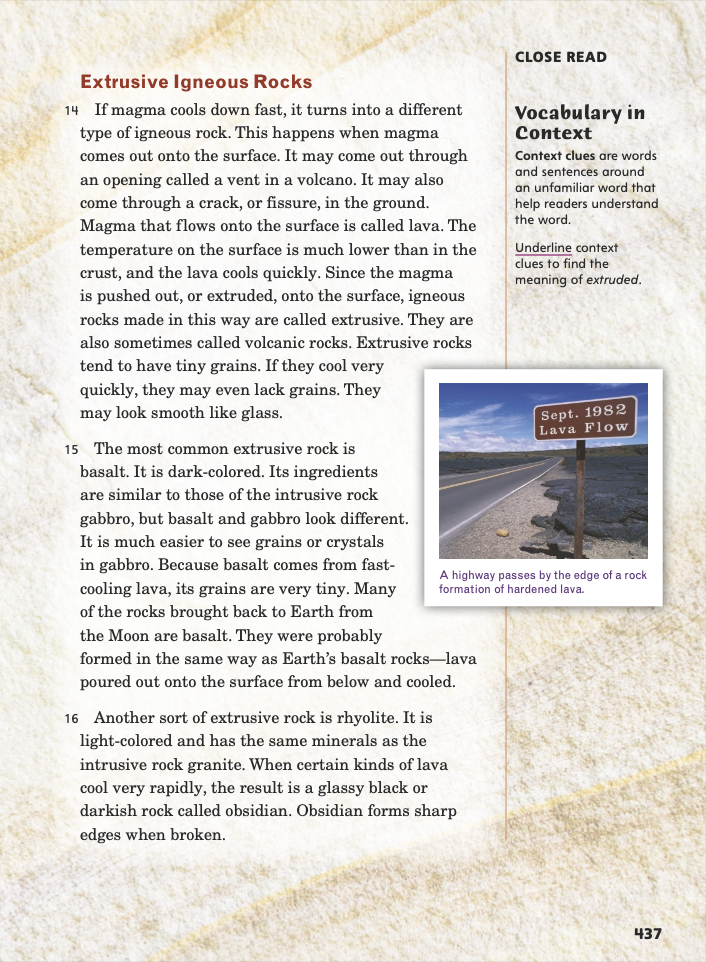 Extrusive Igneous Rocks
14 If magma cools down fast, it turns into a different
type of igneous rock. This happens when magma
comes out onto the surface. It may come out through
an opening called a vent in a volcano. It may also
come through a crack, or fissure, in the ground.
Magma that flows onto the surface is called lava. The
temperature on the surface is much lower than in the
crust, and the lava cools quickly. Since the magma
is pushed out, or extruded, onto the surface, igneous
rocks made in this way are called extrusive. They are
also sometimes called volcanic rocks. Extrusive rocks
tend to have tiny grains. If they cool very
quickly, they may even lack grains. They
may look smooth like glass.
15 The most common extrusive rock is
basalt. It is dark-colored. Its ingredients
are similar to those of the intrusive rock
gabbro, but basalt and gabbro look different.
It is much easier to see grains or crystals
in gabbro. Because basalt comes from fast-
cooling lava, its grains are very tiny. Many
of the rocks brought back to Earth from
the Moon are basalt. They were probably
formed in the same way as Earth's basalt rocks—lava
poured out onto the surface from below and cooled.
16 Another sort of extrusive rock is rhyolite. It is
light-colored and has the same minerals as the
intrusive rock granite. When certain kinds of lava
cool very rapidly, the result is a glassy black or
darkish rock called obsidian. Obsidian forms sharp
edges when broken.
CLOSE READ
Vocabulary in
Context
Context clues are words
and sentences around
an unfamiliar word that
help readers understand
the word.
Underline context
clues to find the
meaning of extruded.
Sept. 1982
Lava Flow
A highway passes by the edge of a rock
formation of hardened lava.
437